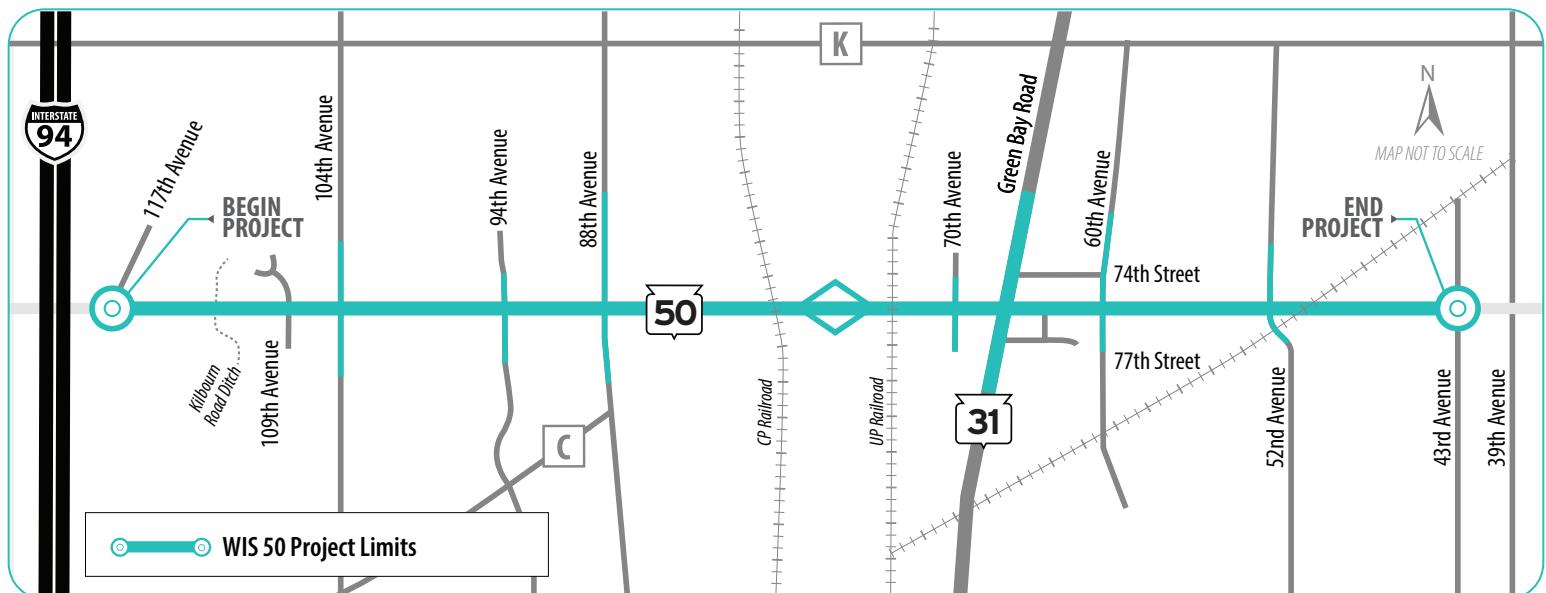 K
INTERSTATE
94
117th Avenue
BEGIN
PROJECT
104th Avenue
94th Avenue
88th Avenue
70th Avenue
Green Bay Road
60th Avenue
N
MAP NOT TO SCALE
END
PROJECT
74th Street
50
77th Street
Kilbourn
Road Ditch
109th Avenue
CP Railroad
UP Railroad
31
C
52nd Avenue
43rd Avenue
39th Avenue
WIS 50 Project Limits